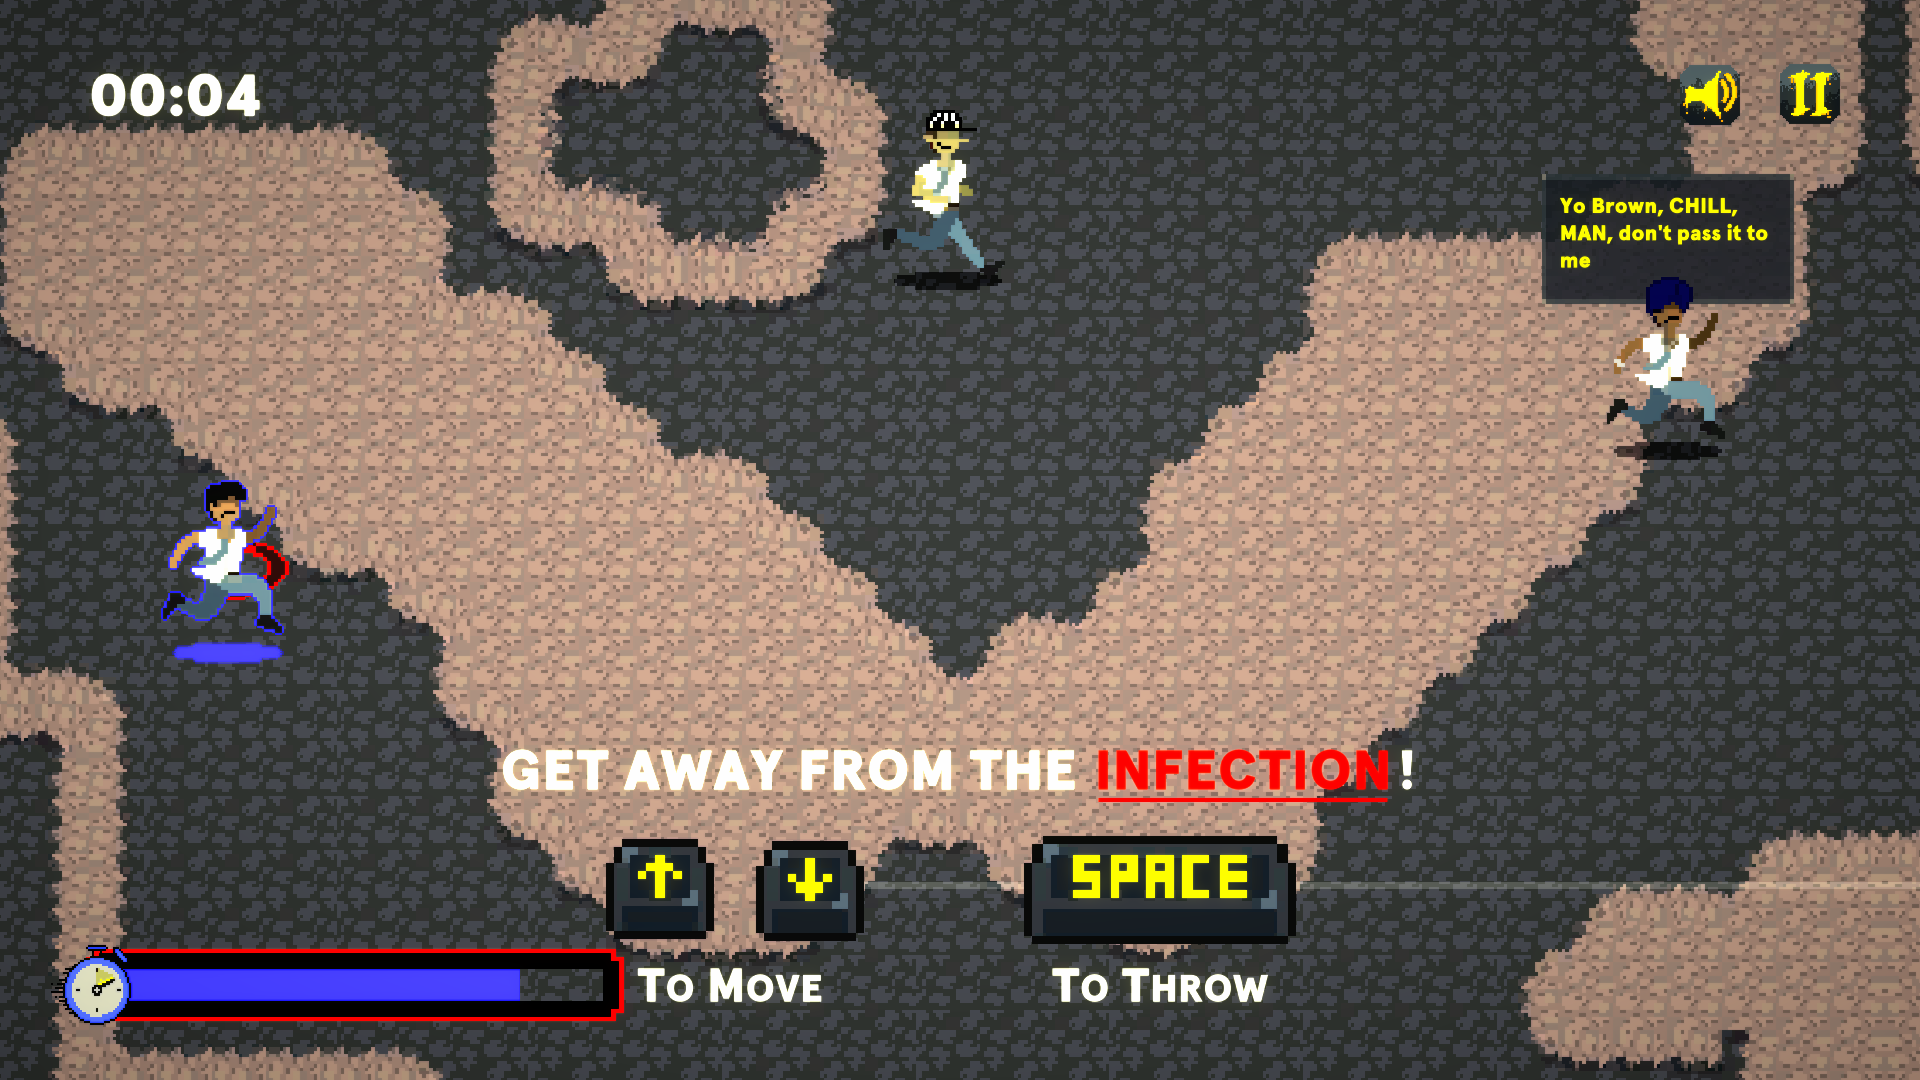 00:04
Yo Brown, CHILL,
MAN, don't pass it to
me
GET AWAY FROM THE INFECTION!
SPACE
TO MOVE
TO THROW